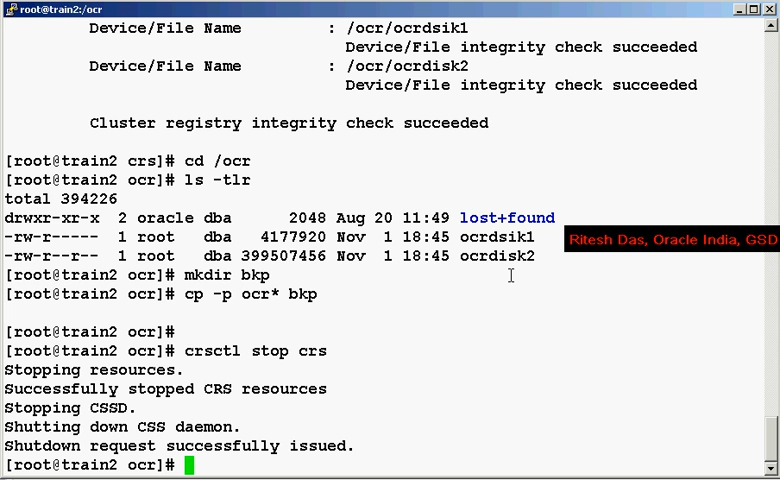 root@train2:/ocr
Device/File Name         : /ocr/ocrdsik1
Device/File integrity check succeeded
Device/File Name         : /ocr/ocrdisk2
Device/File integrity check succeeded
Cluster registry integrity check succeeded
[root@train2 crs]# cd /ocr
[root@train2 ocr]# ls -tlr
total 394226
drwxr-xr-x  2 oracle dba      2048 Aug 20 11:49 lost+found
-rw-r-----  1 root   dba   4177920 Nov  1 18:45 ocrdsik1
Ritesh Das, Oracle India, GSD
-rw-r--r--  1 root   dba 399507456 Nov  1 18:45 ocrdisk2
[root@train2 ocr]# mkdir bkp
[root@train2 ocr]# cp -p ocr* bkp
[root@train2 ocr]#
[root@train2 ocr]# crsctl stop crs
Stopping resources.
Successfully stopped CRS resources
Stopping CSSD.
Shutting down CSS daemon.
Shutdown request successfully issued.
[root@train2 ocr]#